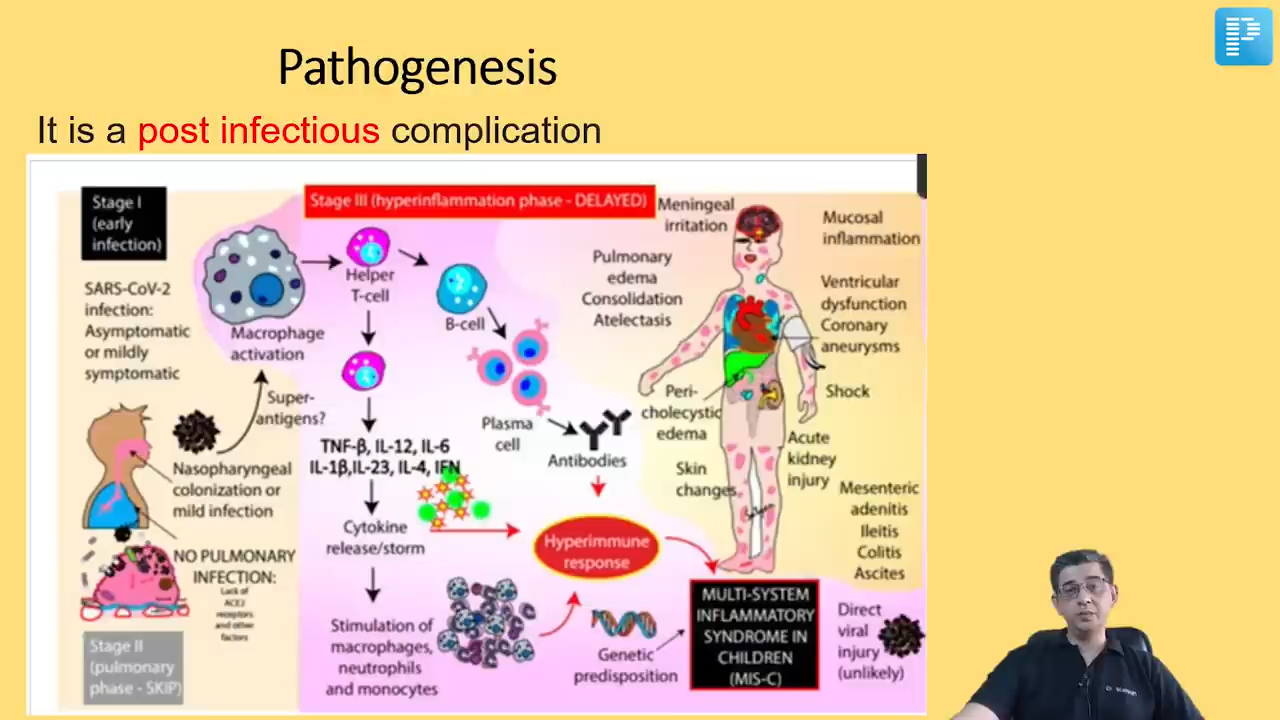 Pathogenesis
It is a post infectious complication
Stage I
(early
infection)
SARS-CoV-2
infection:
Asymptomatic
or mildly
symptomatic
Nasopharyngeal
colonization or
mild infection
NO PULMONARY
INFECTION:
Lack of
ACE2
receptors
and other
factors
Stage II
(pulmonary
phase - SKIP)
Stage III (hyperinflammation phase - DELAYED)
Macrophage
activation
Super-
antigens?
Helper
T-cell
B-cell
Plasma
cell
Antibodies
TNF-β, IL-12, IL-6
IL-1β,IL-23, IL-4, IFN
Cytokine
release/storm
Stimulation of
macrophages,
neutrophils
and monocytes
Hyperimmune
response
Genetic
predisposition
MULTI-SYSTEM
INFLAMMATORY
SYNDROME IN
CHILDREN
(MIS-C)
Meningeal
irritation
Pulmonary
edema
Consolidation
Atelectasis
Peri-
cholecystic
edema
Skin
changes
Mucosal
inflammation
Ventricular
dysfunction
Coronary
aneurysms
Shock
Acute
kidney
injury
Mesenteric
adenitis
Ileitis
Colitis
Ascites
Direct
viral
injury
(unlikely)
P